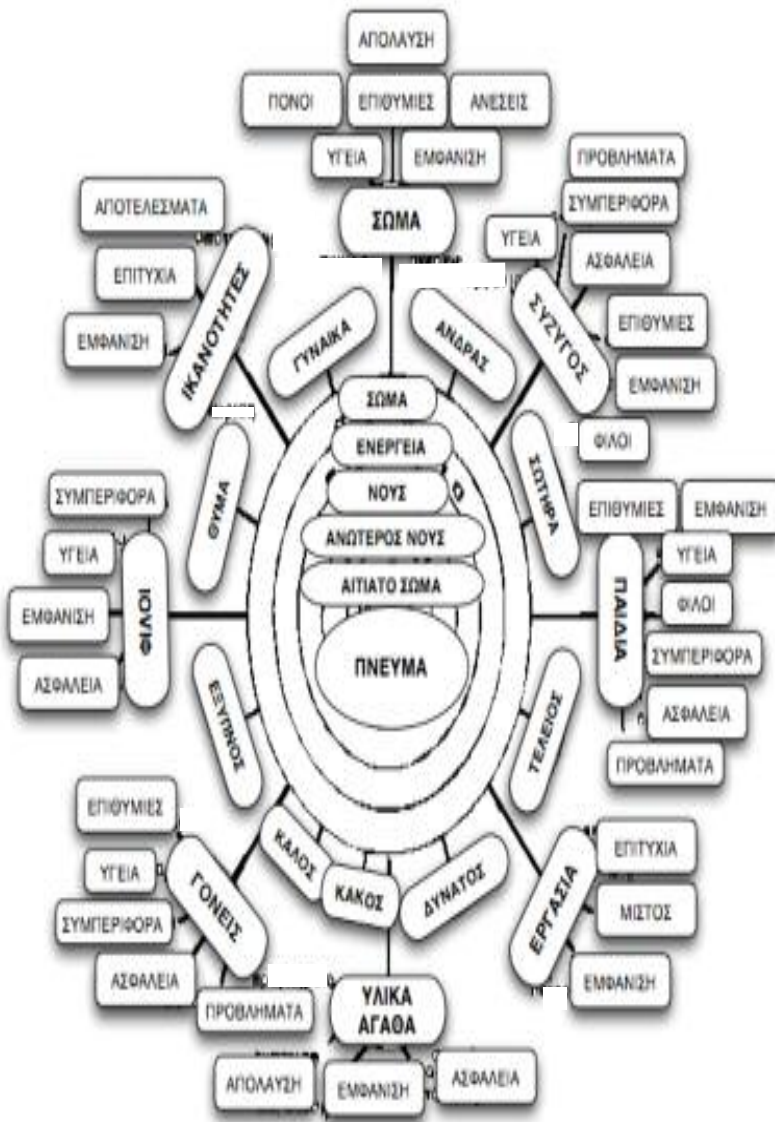 ΑΠΟΛΑΥΣΗ
ΠΟΝΟΙ
ΕΠΙΘΥΜΙΕΣ
ΑΝΕΣΕΙΣ
ΥΓΕΙΑ
ΕΜΦΑΝΙΣΗ
ΣΩΜΑ
ΠΡΟΒΛΗΜΑΤΑ
ΣΥΜΠΕΡΙΦΟΡΑ
ΥΓΕΙΑ
ΑΣΦΑΛΕΙΑ
ΣΥΖΥΓΟΣ
ΕΠΙΘΥΜΙΕΣ
ΕΜΦΑΝΙΣΗ
ΦΙΛΟΙ
ΑΠΟΤΕΛΕΣΜΑΤΑ
ΕΠΙΤΥΧΙΑ
ΕΜΦΑΝΙΣΗ
ΙΚΑΝΟΤΗΤΕΣ
ΓΥΝΑΙΚΑ
ΑΝΔΡΑΣ
ΣΩΜΑ
ΕΝΕΡΓΕΙΑ
ΝΟΥΣ
ΑΝΩΤΕΡΟΣ ΝΟΥΣ
ΑΙΤΙΑΤΟ ΣΩΜΑ
ΠΝΕΥΜΑ
ΘΥΜΑ
ΣΩΤΗΡΑ
ΣΥΜΠΕΡΙΦΟΡΑ
ΥΓΕΙΑ
ΕΜΦΑΝΙΣΗ
ΑΣΦΑΛΕΙΑ
ΕΠΙΘΥΜΙΕΣ
ΕΜΦΑΝΙΣΗ
ΥΓΕΙΑ
ΦΙΛΟΙ
ΣΥΜΠΕΡΙΦΟΡΑ
ΑΣΦΑΛΕΙΑ
ΠΡΟΒΛΗΜΑΤΑ
ΠΑΙΔΙΑ
ΕΞΥΠΝΟΣ
ΤΕΛΕΙΟΣ
ΚΑΛΟΣ
ΚΑΚΟΣ
ΔΥΝΑΤΟΣ
ΕΠΙΘΥΜΙΕΣ
ΥΓΕΙΑ
ΣΥΜΠΕΡΙΦΟΡΑ
ΑΣΦΑΛΕΙΑ
ΠΡΟΒΛΗΜΑΤΑ
ΓΟΝΕΙΣ
ΕΡΓΑΣΙΑ
ΕΠΙΤΥΧΙΑ
ΜΙΣΤΟΣ
ΕΜΦΑΝΙΣΗ
ΥΛΙΚΑ
ΑΓΑΘΑ
ΑΠΟΛΑΥΣΗ
ΕΜΦΑΝΙΣΗ
ΑΣΦΑΛΕΙΑ